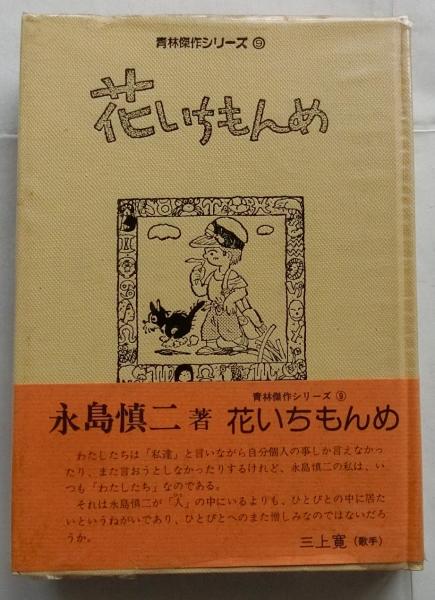 青林傑作シリーズ⑨
花いちもんめ
青林傑作シリーズ⑨
永島慎二著 花いちもんめ
わたしたちは「私達」と言いながら自分個人の事しか言えなかっ
たり、また言おうとしなかったりするけれど、永島慎二の私は、い
つも「わたしたち」なのである。
それは永島慎二が「人」の中にいるよりも、ひとびとの中に居た
いというねがいであり、ひとびとへのまた憎しみなのではないだろ
うか。
三上寛(歌手)